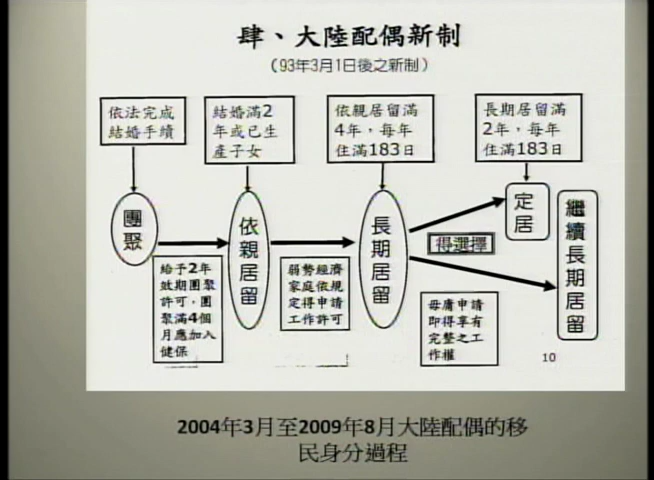 肆、大陸配偶新制
(93年3月1日後之新制)
依法完成
結婚手續
結婚滿2
年或已生
產子女
依親居留滿
4年，每年
住滿183日
長期居留滿
2年，每年
住滿183日
團聚
依親居留
長期居留
得選擇
定居
繼續長期居留
給予2年
效期團聚
許可，團
聚滿4個
月應加入
健保
弱勢經濟
家庭依規
定得申請
工作許可
毋庸申請
即得享有
完整之工
作權
10
2004年3月至2009年8月大陸配偶的移
民身分過程